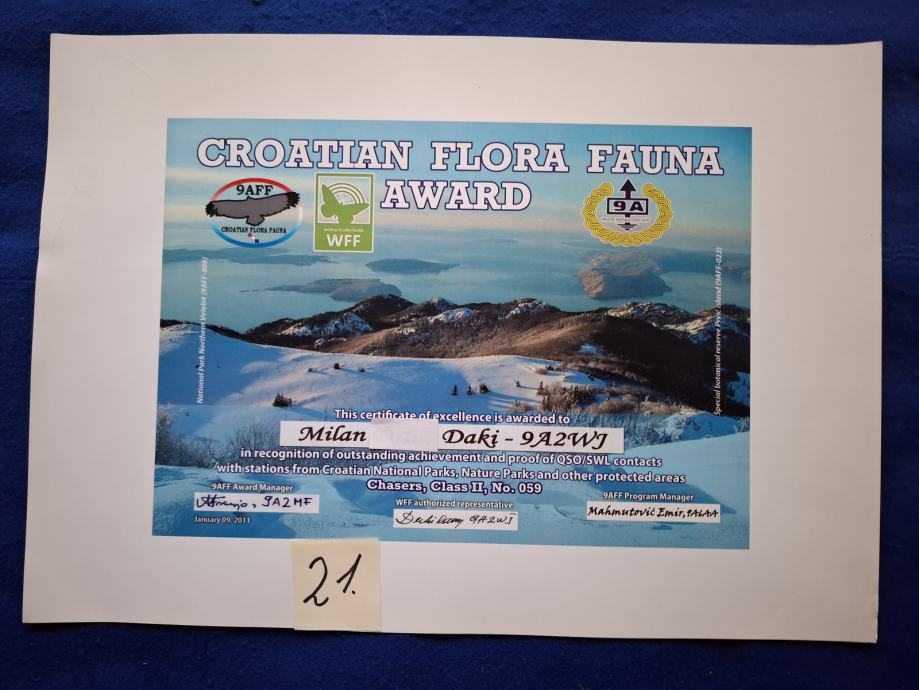 CROATIAN FLORA FAUNA
AWARD
9AFF
CROATIAN FLORA FAUNA
WORLD FLORA FAUNA
WFF
9A
National Park Northern Velebit (9AFF-008)
Special botanical reserve Prvić island (9AFF-022)
This certificate of excellence is awarded to
Milan Daki - 9A2WJ
in recognition of outstanding achievement and proof of QSO/SWL contacts
with stations from Croatian National Parks, Nature Parks and other protected areas
Chasers, Class II, No. 059
9AFF Award Manager
9A2MF
January 09, 2011
WFF authorized representative
9A2WJ
9AFF Program Manager
Mahmutović Emir, 9A6AA
21.